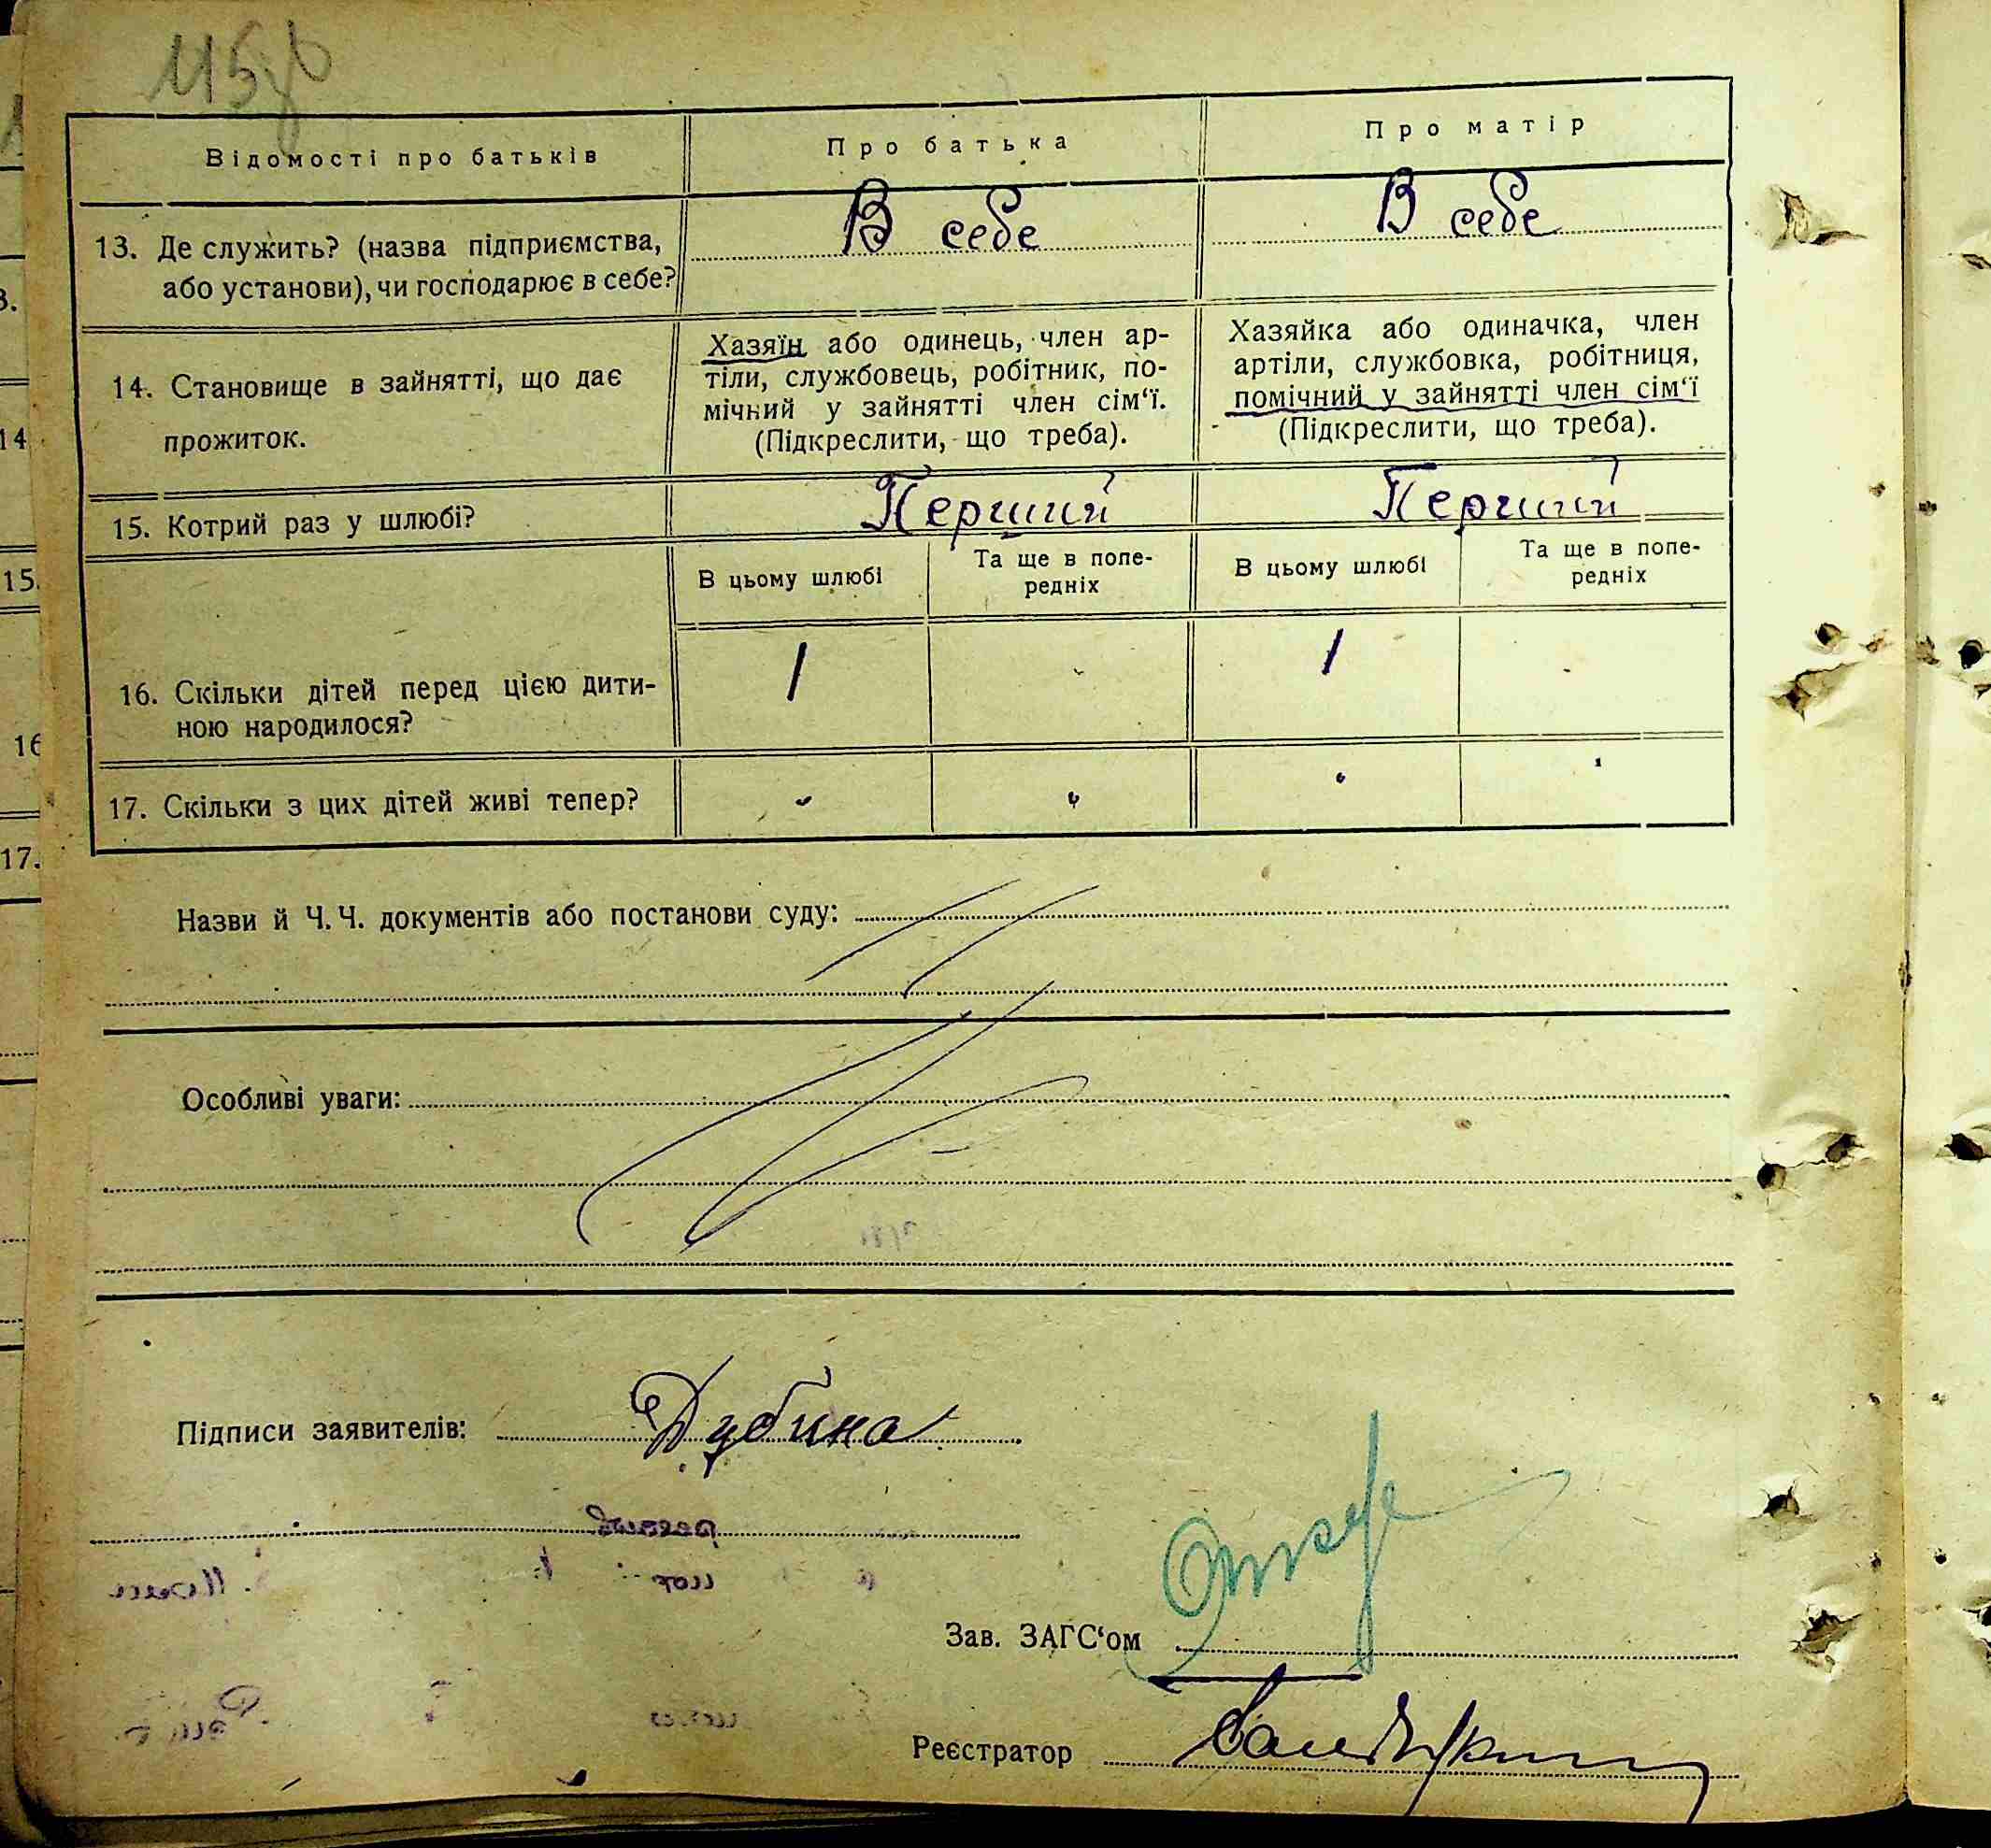 Відомості про батьків
Про батька
Про матір
13. Де служить? (назва підприємства,
або установи), чи господарює в себе?
В себе
В себе
14. Становище в зайнятті, що дає
прожиток.
Хазяїн або одинець, член ар-
тіли, службовець, робітник, по-
мічний у зайнятті член сім‘ї.
(Підкреслити, що треба).
Хазяйка або одиначка, член
артіли, службовка, робітниця,
помічний у зайнятті член сім‘ї
(Підкреслити, що треба).
15. Котрий раз у шлюбі?
Перший
Перший
В цьому шлюбі
Та ще в попе-
редніх
В цьому шлюбі
Та ще в попе-
редніх
16. Скільки дітей перед цією дити-
ною народилося?
1
-
1
-
17. Скільки з цих дітей живі тепер?
Назви й Ч. Ч. документів або постанови суду:
Особливі уваги:
Підписи заявителів: Дубина
Зав. ЗАГС‘ом
Реєстратор
14
15.
16
17.